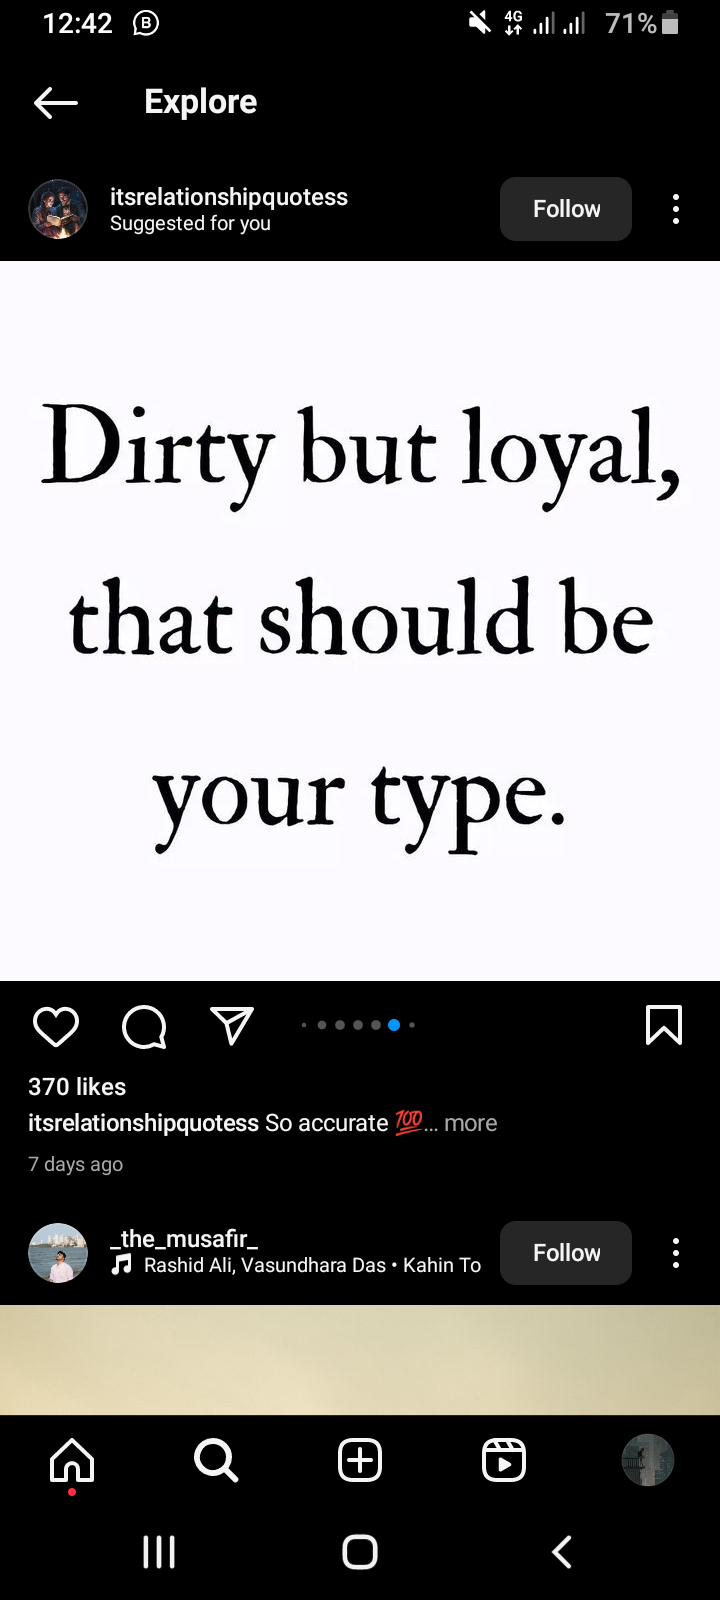 12:42
4G 71%
Explore
itsrelationshipquotess
Suggested for you
Follow
Dirty but loyal,
that should be
your type.
370 likes
itsrelationshipquotess So accurate 💯... more
7 days ago
_the_musafir_
Rashid Ali, Vasundhara Das • Kahin To
Follow